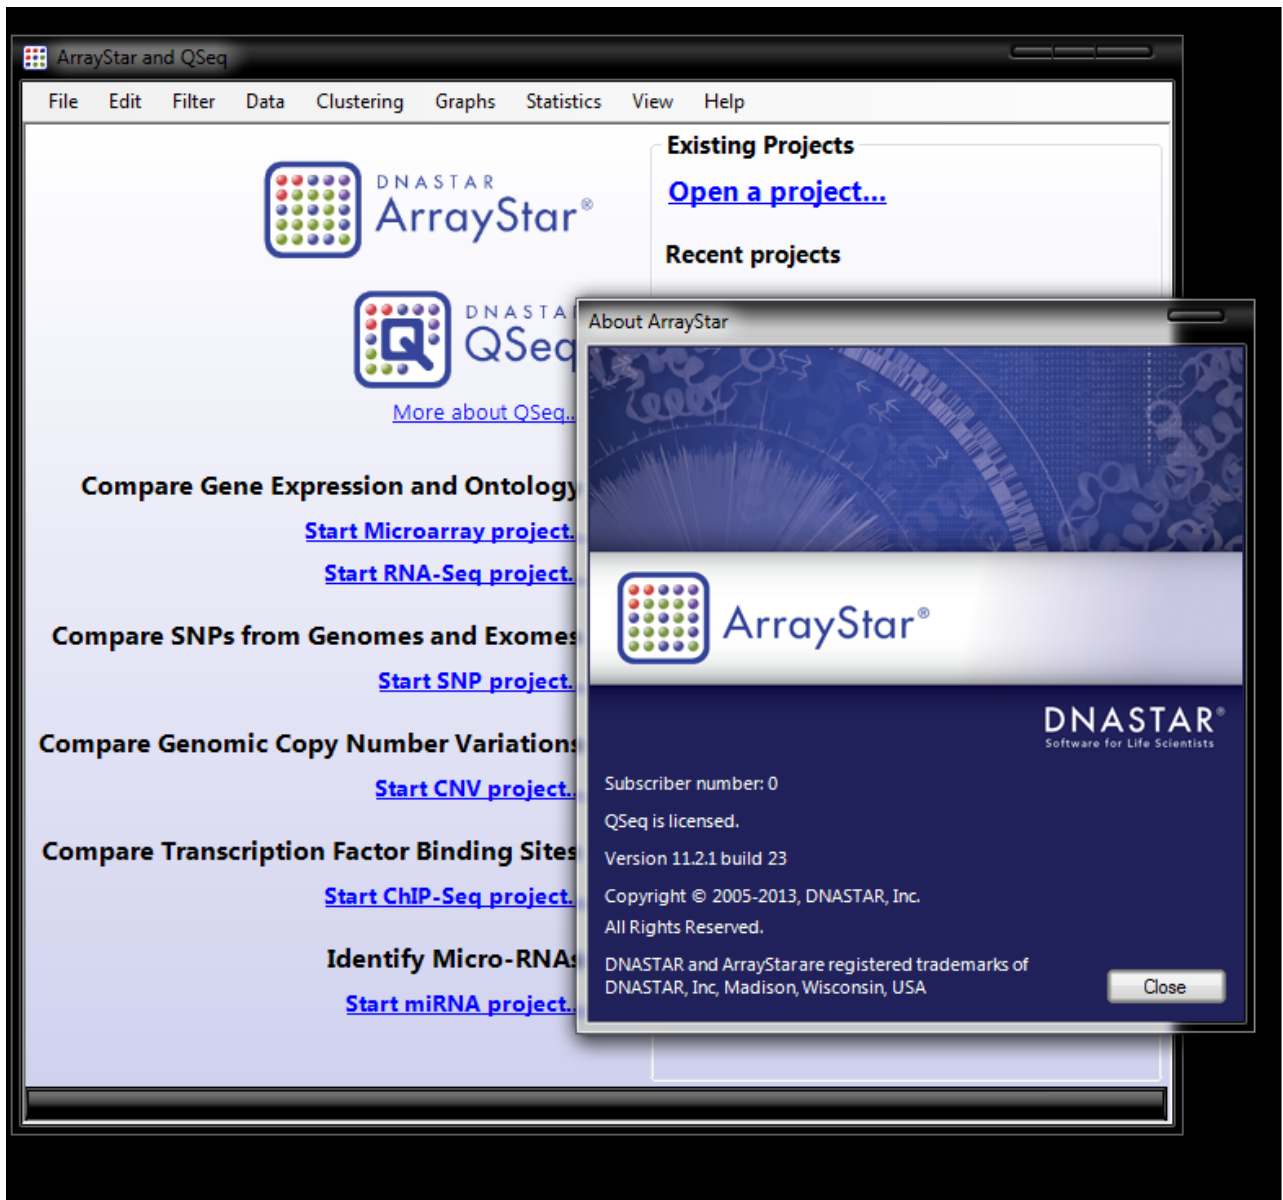 ArrayStar and QSeq
File Edit Filter Data Clustering Graphs Statistics View Help
DNASTAR
ArrayStar®
DNASTA
QSeq
More about QSeq..
Compare Gene Expression and Ontology
Start Microarray project.
Start RNA-Seq project.
Compare SNPs from Genomes and Exomes
Start SNP project.
Compare Genomic Copy Number Variations
Start CNV project..
Compare Transcription Factor Binding Sites
Start ChIP-Seq project.
Identify Micro-RNAs
Start miRNA project..
Existing Projects
Open a project...
Recent projects
About ArrayStar
ArrayStar®
DNASTAR®
Software for Life Scientists
Subscriber number: 0
QSeq is licensed.
Version 11.2.1 build 23
Copyright © 2005-2013, DNASTAR, Inc.
All Rights Reserved.
DNASTAR and ArrayStar are registered trademarks of
DNASTAR, Inc, Madison, Wisconsin, USA
Close